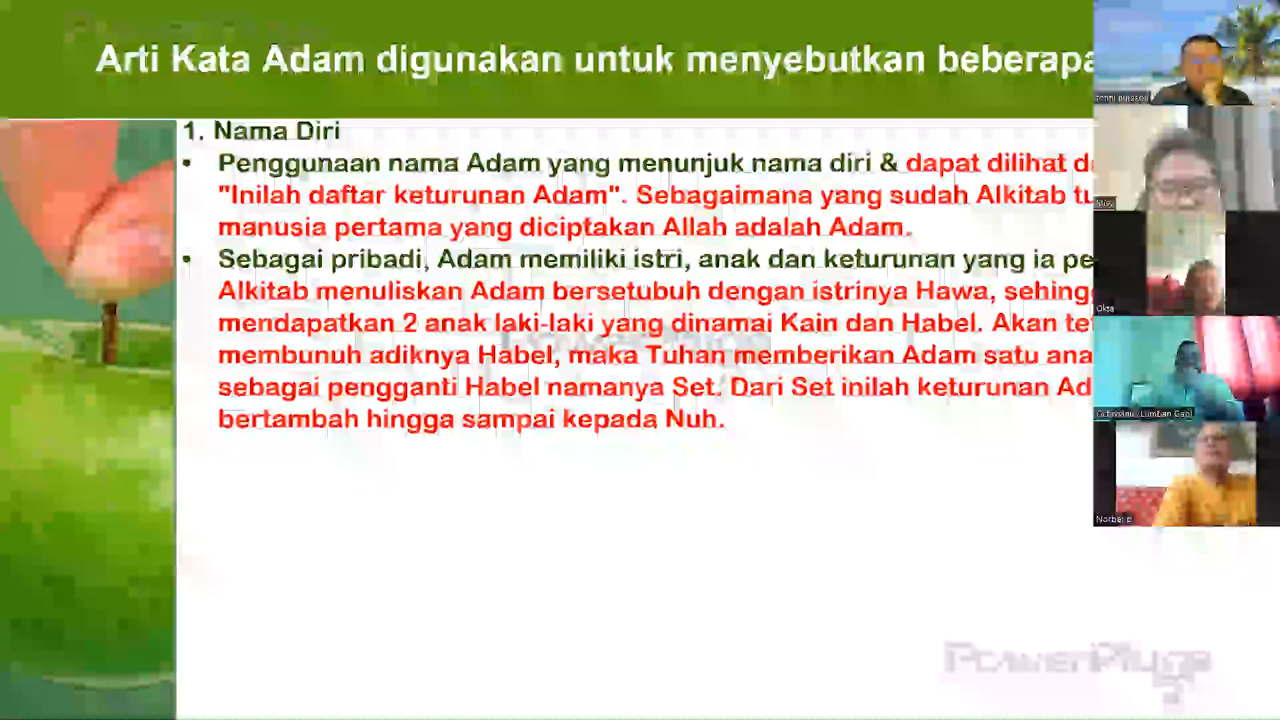 Arti Kata Adam digunakan untuk menyebutkan beberapa
1. Nama Diri
• Penggunaan nama Adam yang menunjuk nama diri & dapat dilihat
"Inilah daftar keturunan Adam". Sebagaimana yang sudah Alkitab
manusia pertama yang diciptakan Allah adalah Adam.
• Sebagai pribadi, Adam memiliki istri, anak dan keturunan yang ia
Alkitab menuliskan Adam bersetubuh dengan istrinya Hawa,
mendapatkan 2 anak laki-laki yang dinamai Kain dan Habel. Akan
membunuh adiknya Habel, maka Tuhan memberikan Adam satu
sebagai pengganti Habel namanya Set. Dari Set inilah keturunan
bertambah hingga sampai kepada Nuh.
Okta
Lumban Gaol
PowerPlugs